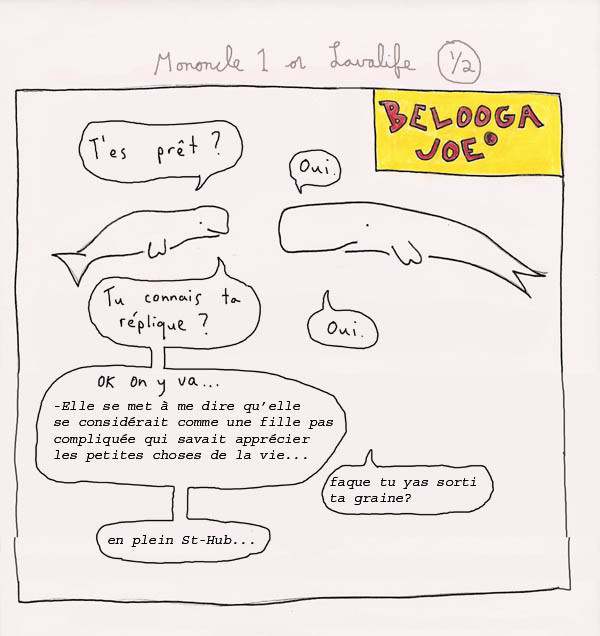 Mononcle 1 or Lavalife 1/2
BELOOGA
JOE
T'es prêt ?
Oui.
Tu connais ta
réplique ?
Oui.
OK on y va...
-Elle se met à me dire qu'elle
se considérait comme une fille pas
compliquée qui savait apprécier
les petites choses de la vie...
faque tu yas sorti
ta graine?
en plein St-Hub...